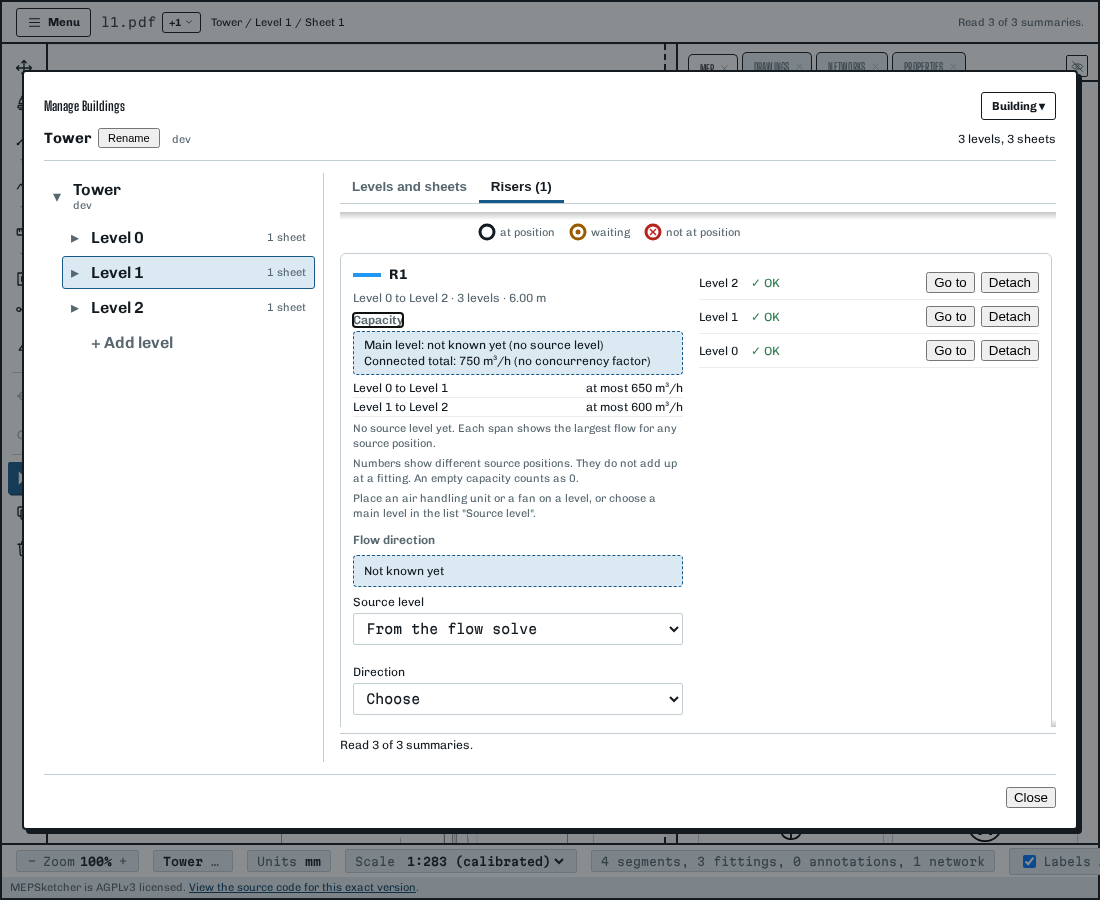 Menu l1.pdf +1 Tower / Level 1 / Sheet 1 Read 3 of 3 summaries.
MEP × DRAWINGS × NETWORKS × PROPERTIES ×
Manage Buildings Building ▾
Tower Rename dev 3 levels, 3 sheets
▼ Tower
dev
▶ Level 0 1 sheet
▶ Level 1 1 sheet
▶ Level 2 1 sheet
+ Add level
Levels and sheets Risers (1)
at position waiting not at position
R1
Level 0 to Level 2 · 3 levels · 6.00 m
Capacity
Main level: not known yet (no source level)
Connected total: 750 m³/h (no concurrency factor)
Level 0 to Level 1 at most 650 m³/h
Level 1 to Level 2 at most 600 m³/h
No source level yet. Each span shows the largest flow for any
source position.
Numbers show different source positions. They do not add up
at a fitting. An empty capacity counts as 0.
Place an air handling unit or a fan on a level, or choose a
main level in the list "Source level".
Flow direction
Not known yet
Source level
From the flow solve
Direction
Choose
Level 2 ✓ OK Go to Detach
Level 1 ✓ OK Go to Detach
Level 0 ✓ OK Go to Detach
Read 3 of 3 summaries.
Close
− Zoom 100% + Tower … Units mm Scale 1:283 (calibrated) 4 segments, 3 fittings, 0 annotations, 1 network Labels
MEPSketcher is AGPLv3 licensed. View the source code for this exact version.